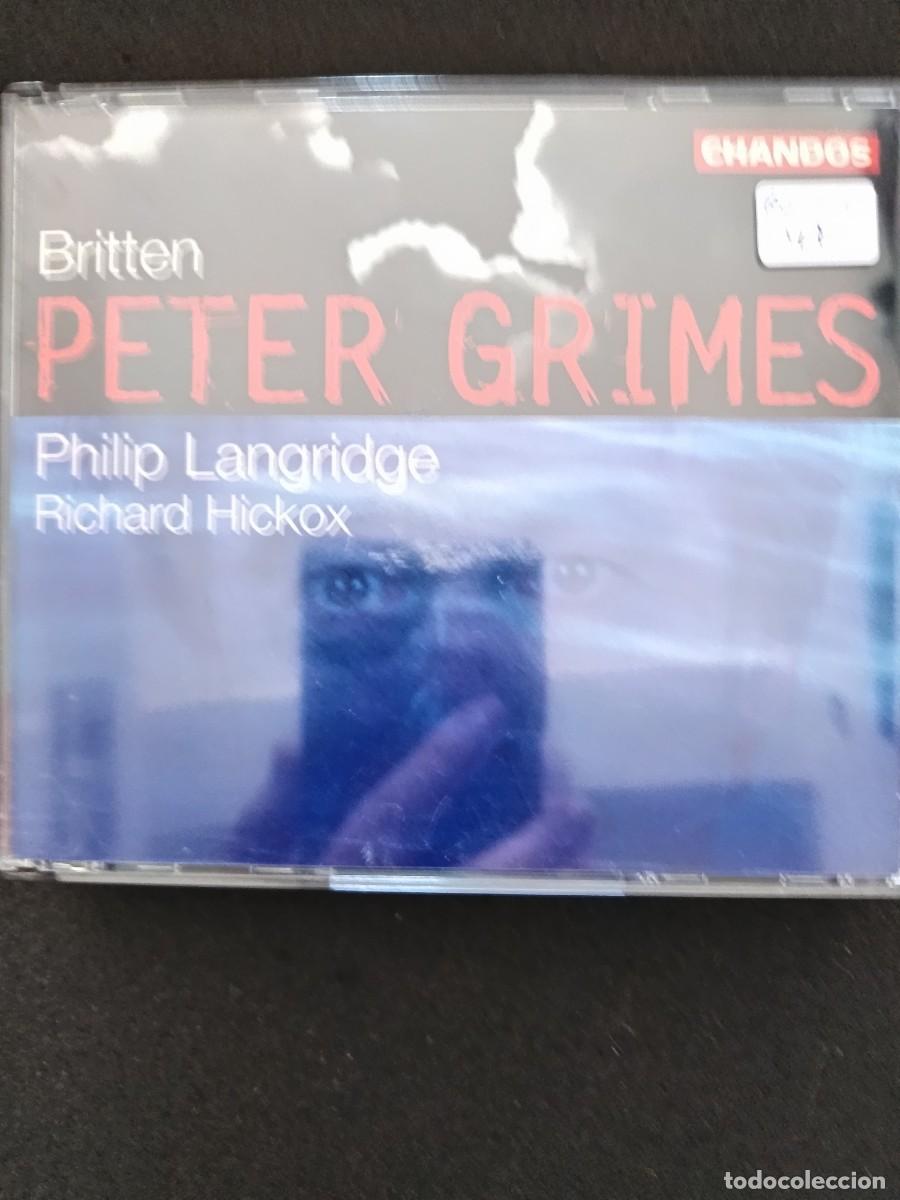 CHANDOS
Britten
PETER GRIMES
Philip Langridge
Richard Hickox
todocoleccion